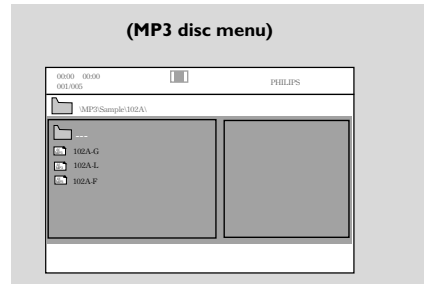 (MP3 disc menu)
00:00 00:00
001/005
PHILIPS
\MP3\Sample\102A\
---
102A-G
102A-L
102A-F